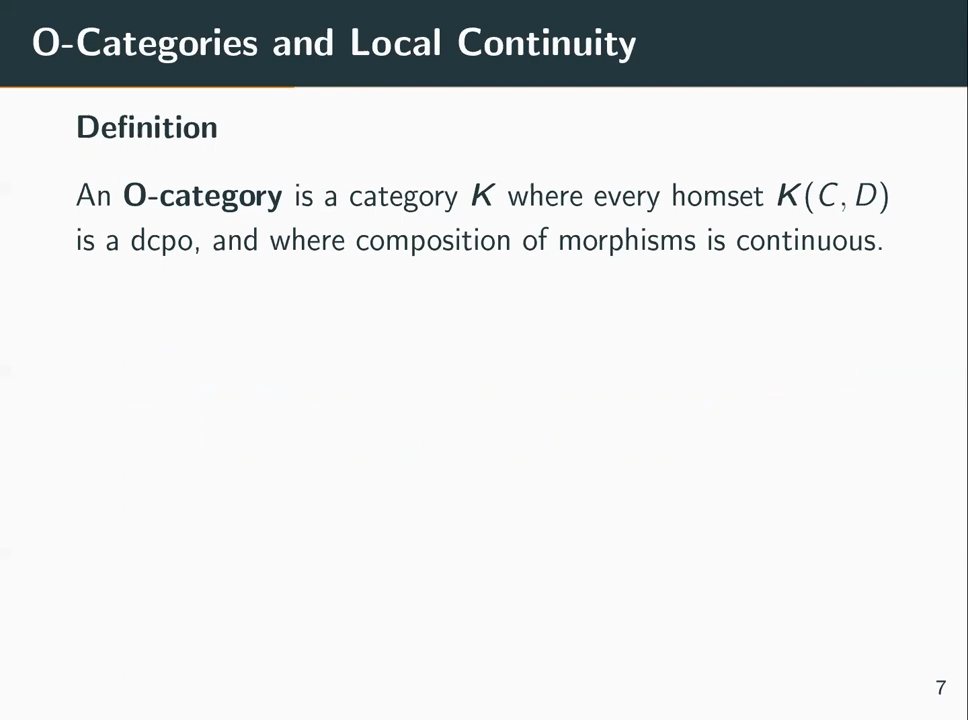 O-Categories and Local Continuity
Definition
An O-category is a category K where every homset K(C, D)
is a dcpo, and where composition of morphisms is continuous.
7